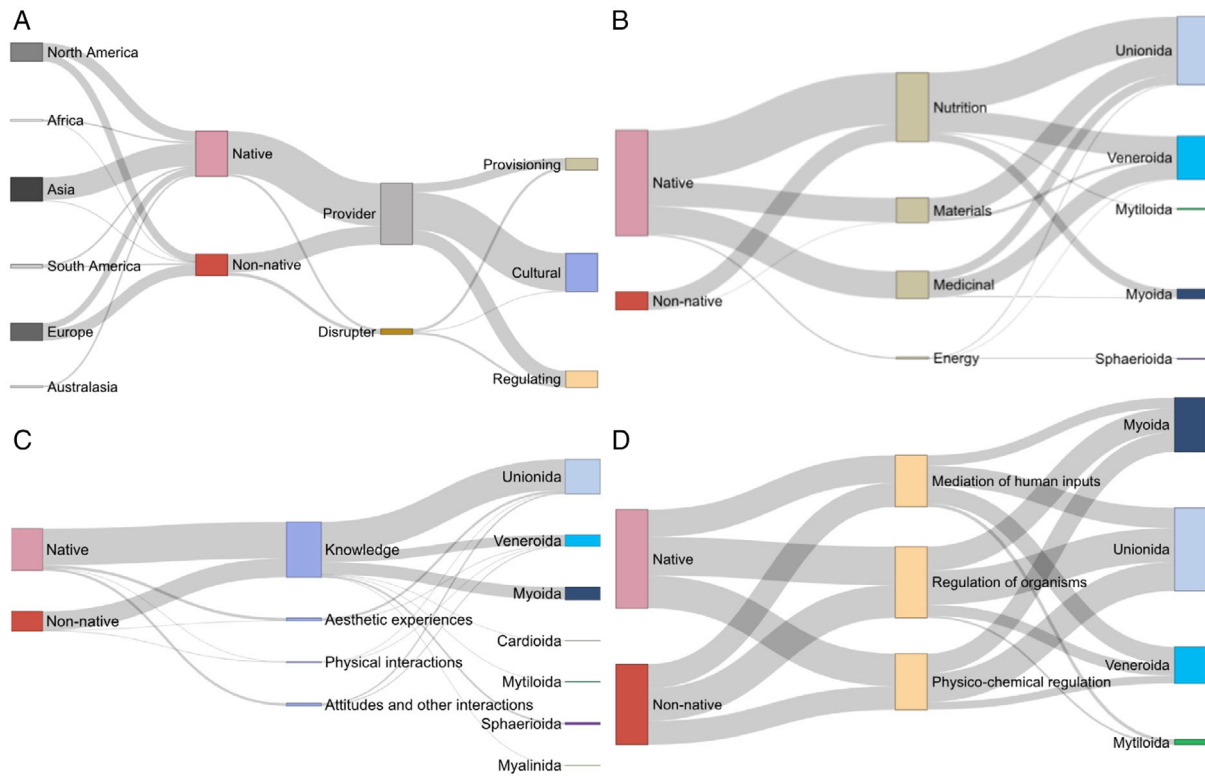 A
North America
Africa
Asia
South America
Europe
Australasia
Native
Non-native
Provider
Disrupter
Provisioning
Cultural
Regulating
B
Native
Non-native
Nutrition
Materials
Medicinal
Energy
Unionida
Veneroida
Mytiloida
Myoida
Sphaerioida
C
Native
Non-native
Knowledge
Aesthetic experiences
Physical interactions
Attitudes and other interactions
Unionida
Veneroida
Myoida
Cardioida
Mytiloida
Sphaerioida
Myalinida
D
Native
Non-native
Mediation of human inputs
Regulation of organisms
Physico-chemical regulation
Myoida
Unionida
Veneroida
Mytiloida